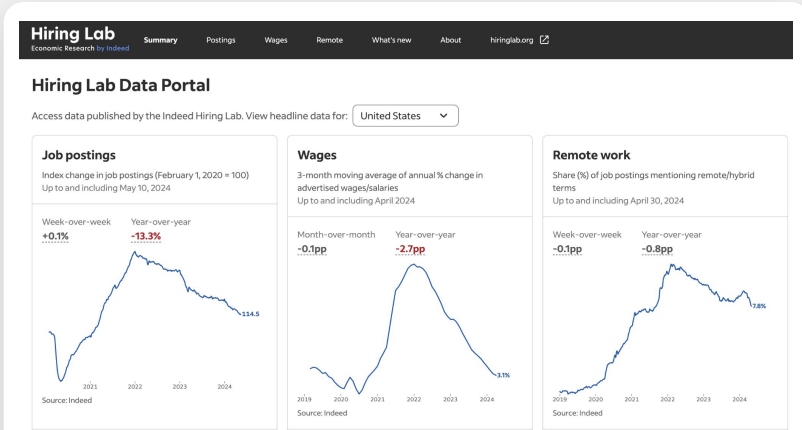 Hiring Lab
Economic Research by Indeed
Summary
Postings
Wages
Remote
What's new
About
hiringlab.org
Hiring Lab Data Portal
Access data published by the Indeed Hiring Lab. View headline data for: United States
Job postings
Index change in job postings (February 1, 2020 = 100)
Up to and including May 10, 2024
Week-over-week Year-over-year
+0.1% -13.3%
114.5
2021 2022 2023 2024
Source: Indeed
Wages
3-month moving average of annual % change in
advertised wages/salaries
Up to and including April 2024
Month-over-month Year-over-year
-0.1pp -2.7pp
3.1%
2019 2020 2021 2022 2023 2024
Source: Indeed
Remote work
Share (%) of job postings mentioning remote/hybrid
terms
Up to and including April 30, 2024
Week-over-week Year-over-year
-0.1pp -0.8pp
7.8%
2019 2020 2021 2022 2023 2024
Source: Indeed